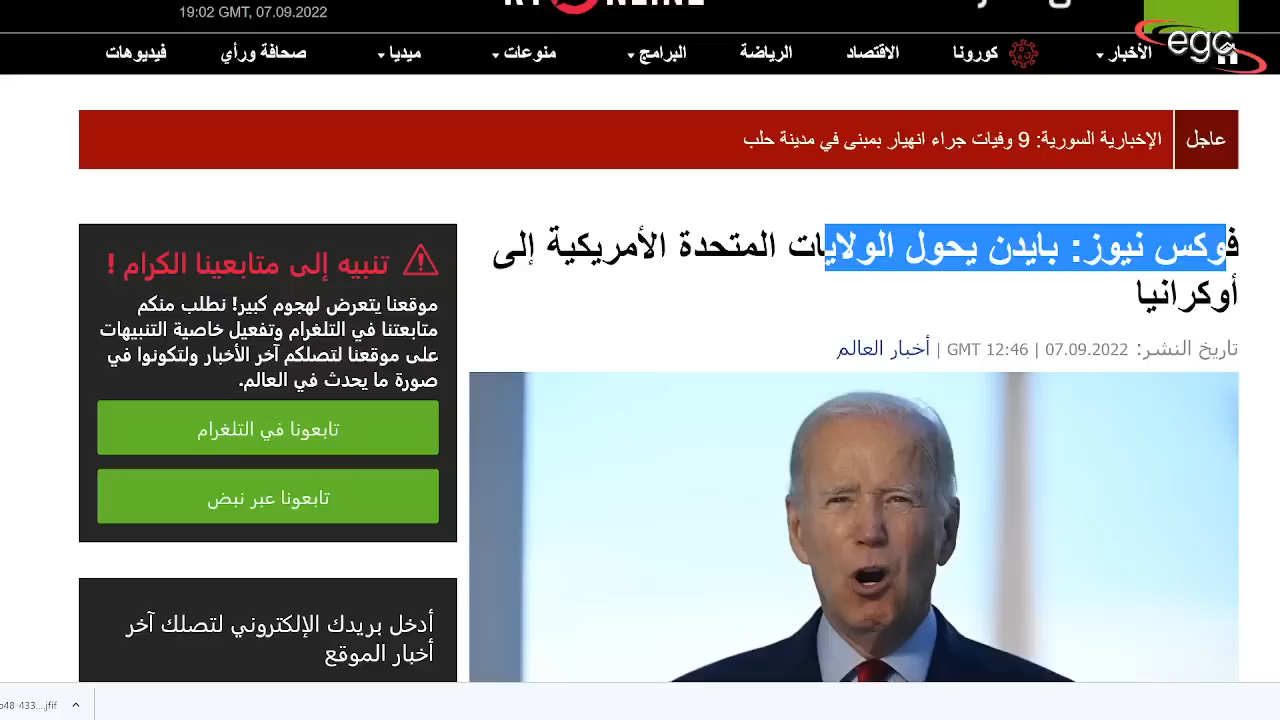 19:02 GMT, 07.09.2022
ege
الأخبار
كورونا
الاقتصاد
الرياضة
البرامج
منوعات
ميديا
صحافة ورأي
فيديوهات
عاجل
الإخبارية السورية: 9 وفيات جراء انهيار بمبنى في مدينة حلب
فوكس نيوز: بايدن يحول الولايات المتحدة الأمريكية إلى
أوكرانيا
تاريخ النشر: 07.09.2022 | 12:46 GMT | أخبار العالم
تنبيه إلى متابعينا الكرام !
موقعنا يتعرض لهجوم كبير! نطلب منكم
متابعتنا في التلغرام وتفعيل خاصية التنبيهات
على موقعنا لتصلكم آخر الأخبار ولتكونوا في
صورة ما يحدث في العالم.
تابعونا في التلغرام
تابعونا عبر نبض
أدخل بريدك الإلكتروني لتصلك آخر
أخبار الموقع